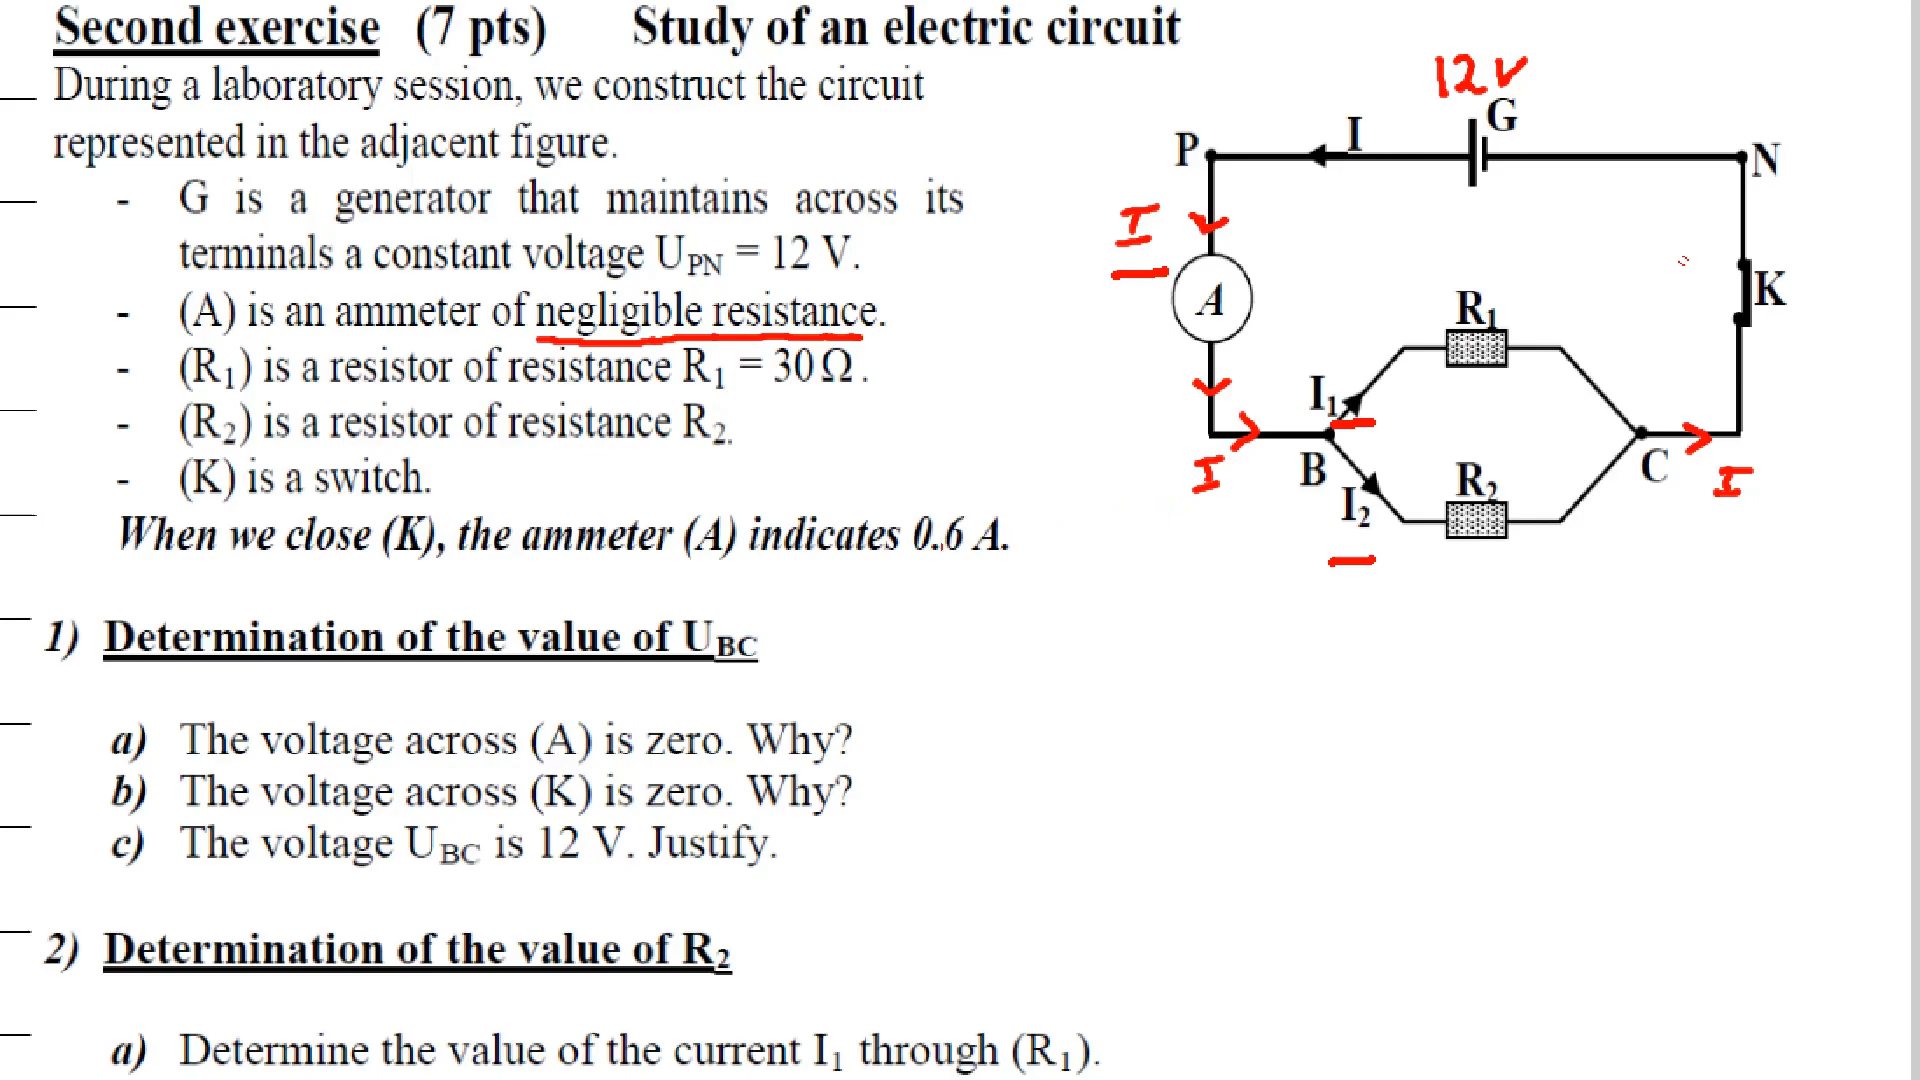 Second exercise (7 pts) Study of an electric circuit
During a laboratory session, we construct the circuit
represented in the adjacent figure.
- G is a generator that maintains across its
terminals a constant voltage U_PN = 12 V.
- (A) is an ammeter of negligible resistance.
- (R₁) is a resistor of resistance R₁ = 30 Ω.
- (R₂) is a resistor of resistance R₂.
- (K) is a switch.
When we close (K), the ammeter (A) indicates 0.6 A.
1) Determination of the value of U_BC
a) The voltage across (A) is zero. Why?
b) The voltage across (K) is zero. Why?
c) The voltage U_BC is 12 V. Justify.
2) Determination of the value of R₂
a) Determine the value of the current I₁ through (R₁).
12 V
G
P
I
N
I
A
K
R₁
I₁
B
C
I
I
R₂
I₂